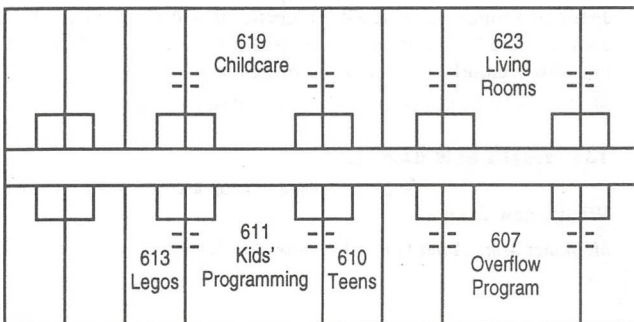 619
Childcare
623
Living
Rooms
613
Legos
611
Kids'
Programming
610
Teens
607
Overflow
Program